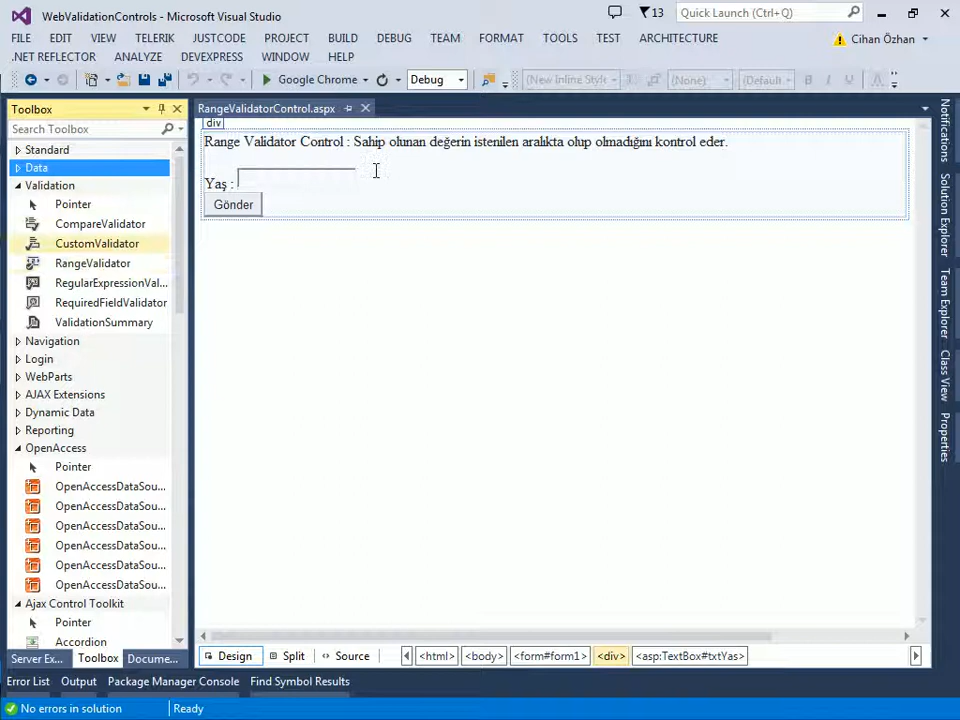 WebValidationControls - Microsoft Visual Studio
13
Quick Launch (Ctrl+Q)
FILE EDIT VIEW TELERIK JUSTCODE PROJECT BUILD DEBUG TEAM FORMAT TOOLS TEST ARCHITECTURE
Cihan Özhan
.NET REFLECTOR ANALYZE DEVEXPRESS WINDOW HELP
Google Chrome
Debug
(New Inline Style
(None)
(Default
B I U
Toolbox
RangeValidatorControl.aspx
Search Toolbox
div
Standard
Data
Validation
Pointer
CompareValidator
CustomValidator
RangeValidator
RegularExpressionVal...
RequiredFieldValidator
ValidationSummary
Navigation
Login
WebParts
AJAX Extensions
Dynamic Data
Reporting
OpenAccess
Pointer
OpenAccessDataSou...
OpenAccessDataSou...
OpenAccessDataSou...
OpenAccessDataSou...
OpenAccessDataSou...
OpenAccessDataSou...
Ajax Control Toolkit
Pointer
Accordion
Range Validator Control : Sahip olunan değerin istenilen aralıkta olup olmadığını kontrol eder.
Yaş :
Gönder
Notifications
Solution Explorer
Team Explorer
Class View
Properties
Server Ex... Toolbox Docume...
Design Split Source
<html> <body> <form#form1> <div> <asp:TextBox#txtYas>
Error List Output Package Manager Console Find Symbol Results
No errors in solution Ready